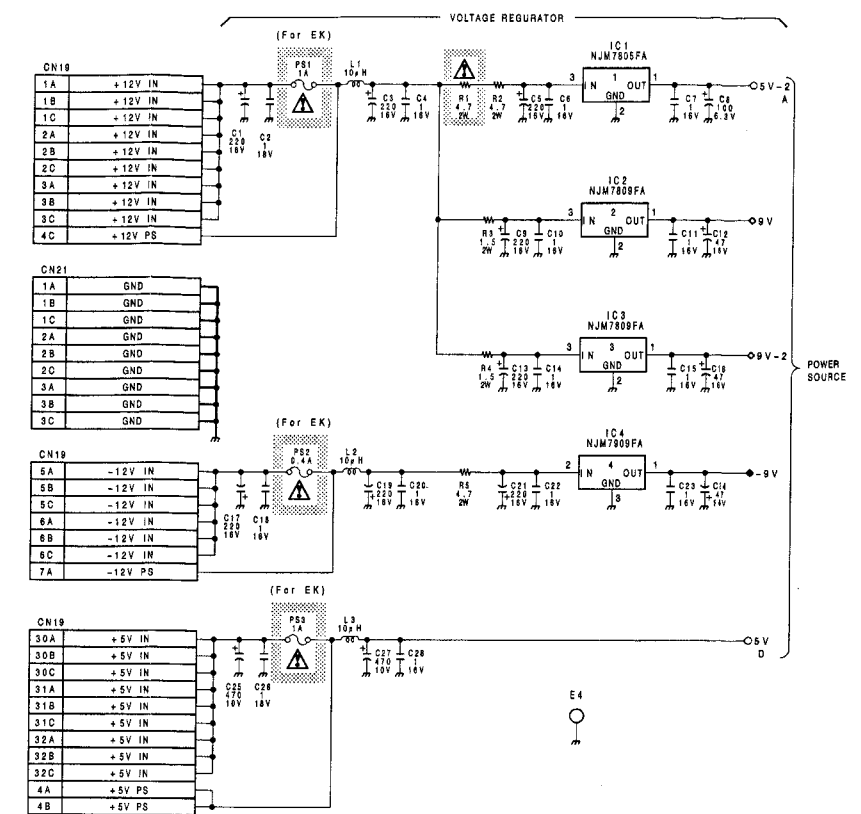 VOLTAGE REGURATOR
(For EK)
PS1
1A
L1
10μH
IC1
NJM7805FA
CN19
1A +12V IN
1B +12V IN
1C +12V IN
2A +12V IN
2B +12V IN
2C +12V IN
3A +12V IN
3B +12V IN
3C +12V IN
4C +12V PS
C1
220
16V
C2
1
16V
C3
220
16V
C4
1
16V
R1
4.7
2W
R2
4.7
2W
C5
220
16V
C6
1
16V
3 IN 1 OUT 1
GND
2
C7
1
16V
C8
100
6.3V
5V-2
A
IC2
NJM7809FA
R3
1.5
2W
C9
220
16V
C10
1
16V
3 IN 2 OUT 1
GND
2
C11
1
16V
C12
47
16V
9V
CN21
1A GND
1B GND
1C GND
2A GND
2B GND
2C GND
3A GND
3B GND
3C GND
IC3
NJM7809FA
R4
1.5
2W
C13
220
16V
C14
1
16V
3 IN 3 OUT 1
GND
2
C15
1
16V
C16
47
16V
9V-2
POWER
SOURCE
(For EK)
PS2
0.4A
L2
10μH
IC4
NJM7909FA
CN19
5A -12V IN
5B -12V IN
5C -12V IN
6A -12V IN
6B -12V IN
6C -12V IN
7A -12V PS
C17
220
16V
C18
1
16V
C19
220
16V
C20
1
16V
R5
4.7
2W
C21
220
16V
C22
1
16V
2 IN 4 OUT 1
GND
3
C23
1
16V
47
-9V
(For EK)
PS3
1A
L3
10μH
CN19
30A +5V IN
30B +5V IN
30C +5V IN
31A +5V IN
31B +5V IN
31C +5V IN
32A +5V IN
32B +5V IN
32C +5V IN
4A +5V PS
4B +5V PS
C25
470
10V
C26
1
16V
C27
470
10V
C28
1
16V
5V
D
E4